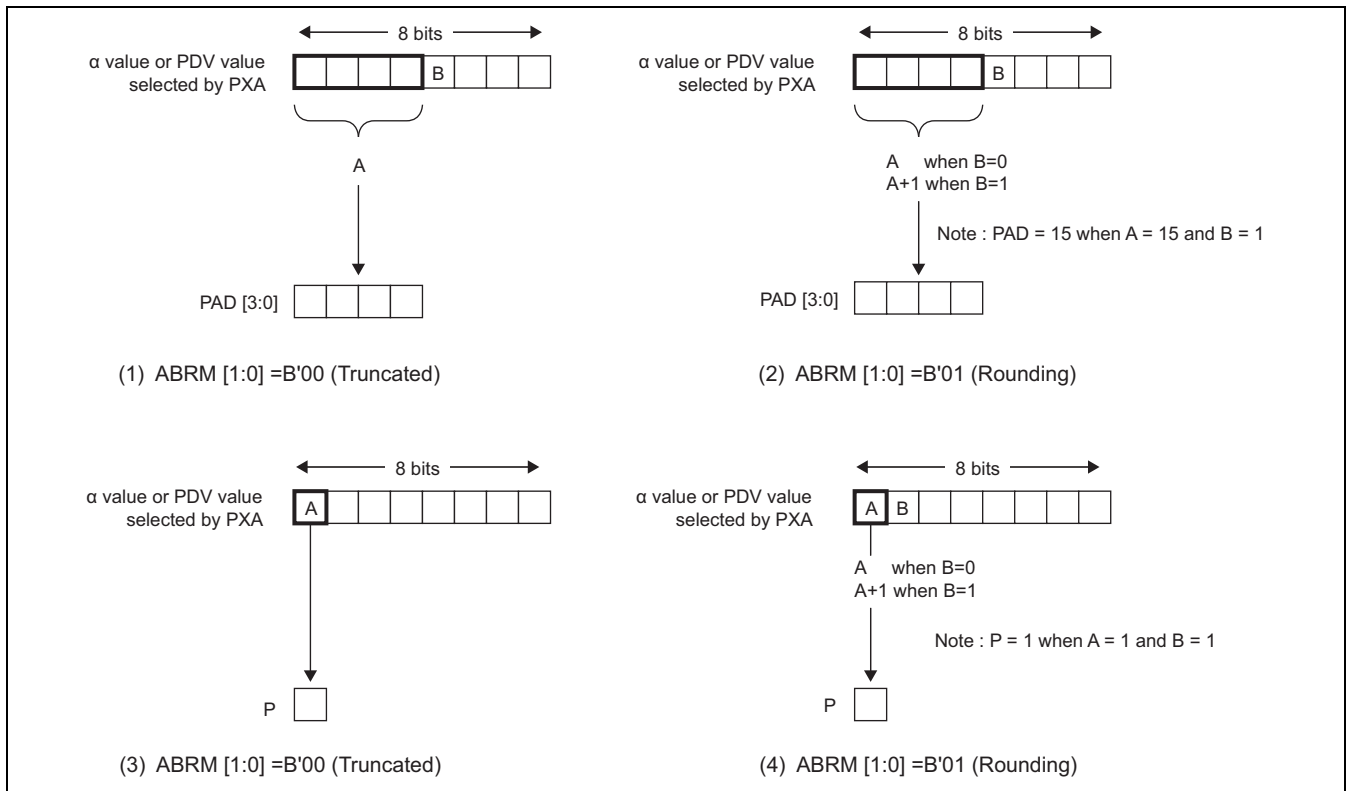 8 bits
α value or PDV value
selected by PXA
B
A
PAD [3:0]
(1) ABRM [1:0] =B'00 (Truncated)
8 bits
α value or PDV value
selected by PXA
B
A when B=0
A+1 when B=1
Note : PAD = 15 when A = 15 and B = 1
PAD [3:0]
(2) ABRM [1:0] =B'01 (Rounding)
8 bits
α value or PDV value
selected by PXA
A
P
(3) ABRM [1:0] =B'00 (Truncated)
8 bits
α value or PDV value
selected by PXA
A B
A when B=0
A+1 when B=1
Note : P = 1 when A = 1 and B = 1
P
(4) ABRM [1:0] =B'01 (Rounding)